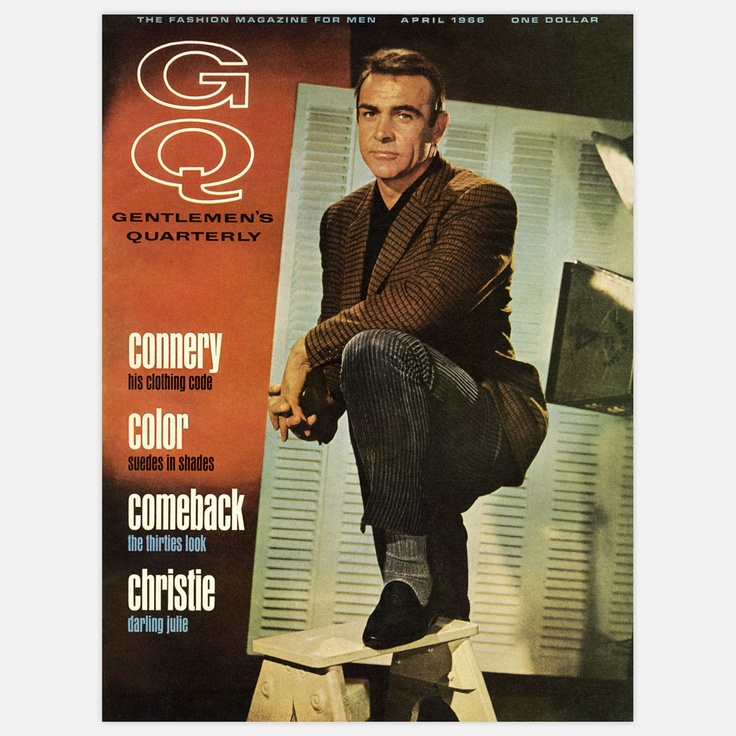 THE FASHION MAGAZINE FOR MEN APRIL 1966 ONE DOLLAR
G
Q
GENTLEMEN'S
QUARTERLY
connery
his clothing code
color
suedes in shades
comeback
the thirties look
christie
darling julie